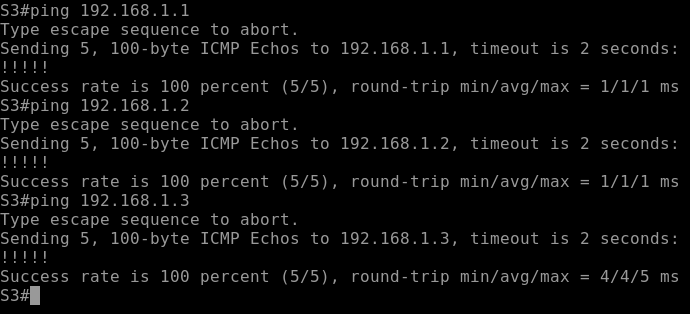 S3#ping 192.168.1.1
Type escape sequence to abort.
Sending 5, 100-byte ICMP Echos to 192.168.1.1, timeout is 2 seconds:
!!!!!
Success rate is 100 percent (5/5), round-trip min/avg/max = 1/1/1 ms
S3#ping 192.168.1.2
Type escape sequence to abort.
Sending 5, 100-byte ICMP Echos to 192.168.1.2, timeout is 2 seconds:
!!!!!
Success rate is 100 percent (5/5), round-trip min/avg/max = 1/1/1 ms
S3#ping 192.168.1.3
Type escape sequence to abort.
Sending 5, 100-byte ICMP Echos to 192.168.1.3, timeout is 2 seconds:
!!!!!
Success rate is 100 percent (5/5), round-trip min/avg/max = 4/4/5 ms
S3#